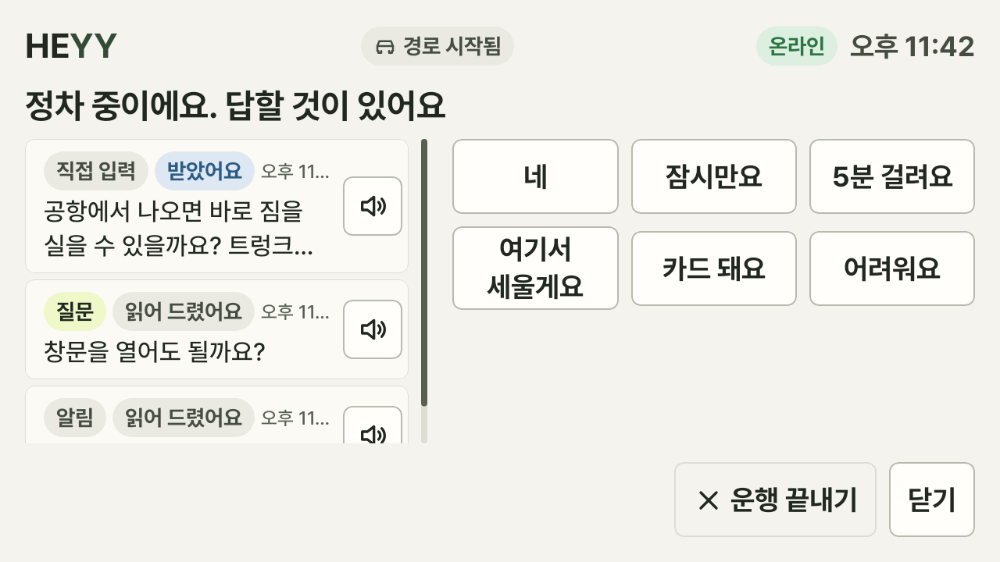 HEYY
경로 시작됨
온라인 오후 11:42
정차 중이에요. 답할 것이 있어요
직접 입력 받았어요 오후 11...
공항에서 나오면 바로 짐을
실을 수 있을까요? 트렁크...
질문 읽어 드렸어요 오후 11...
창문을 열어도 될까요?
알림 읽어 드렸어요 오후 11...
네
잠시만요
5분 걸려요
여기서
세울게요
카드 돼요
어려워요
운행 끝내기
닫기